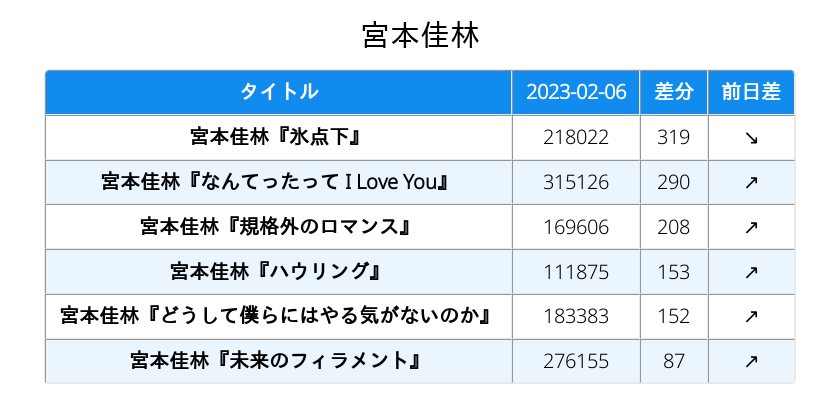 宮本佳林
タイトル 2023-02-06 差分 前日差
宮本佳林『氷点下』 218022 319 ↘
宮本佳林『なんてったって I Love You』 315126 290 ↗
宮本佳林『規格外のロマンス』 169606 208 ↗
宮本佳林『ハウリング』 111875 153 ↗
宮本佳林『どうして僕らにはやる気がないのか』 183383 152 ↗
宮本佳林『未来のフィラメント』 276155 87 ↗